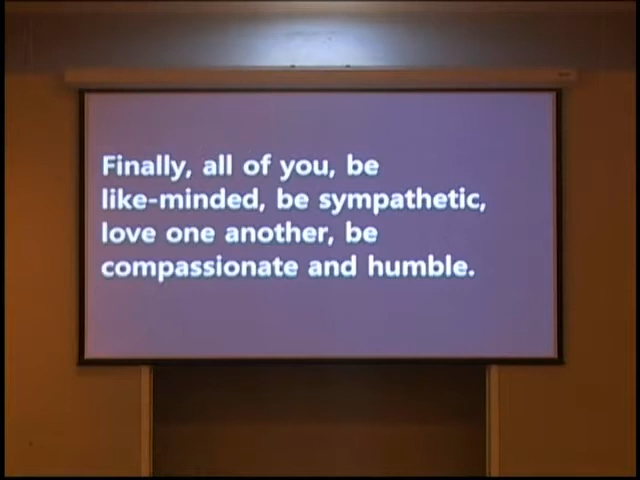 Finally, all of you, be
like-minded, be sympathetic,
love one another, be
compassionate and humble.